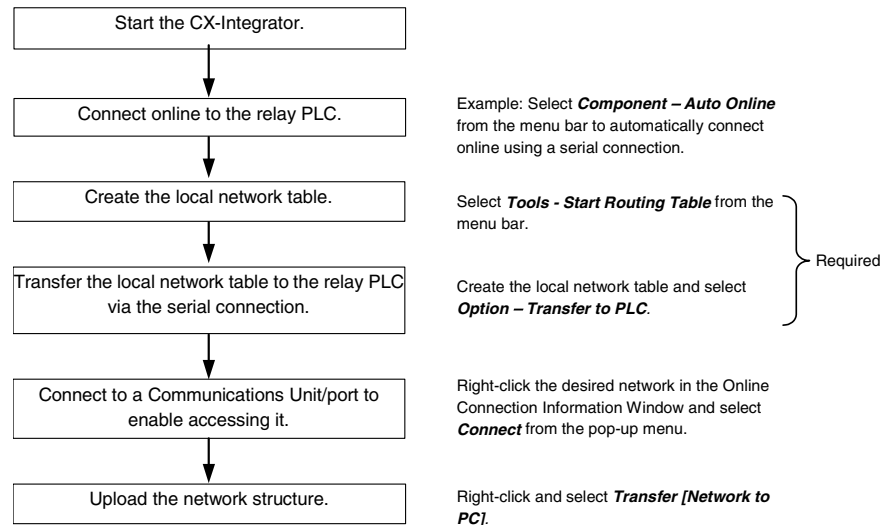 Start the CX-Integrator.
Connect online to the relay PLC.
Example: Select Component – Auto Online
from the menu bar to automatically connect
online using a serial connection.
Create the local network table.
Select Tools - Start Routing Table from the
menu bar.
Required
Transfer the local network table to the relay PLC
via the serial connection.
Create the local network table and select
Option – Transfer to PLC.
Connect to a Communications Unit/port to
enable accessing it.
Right-click the desired network in the Online
Connection Information Window and select
Connect from the pop-up menu.
Upload the network structure.
Right-click and select Transfer [Network to
PC].